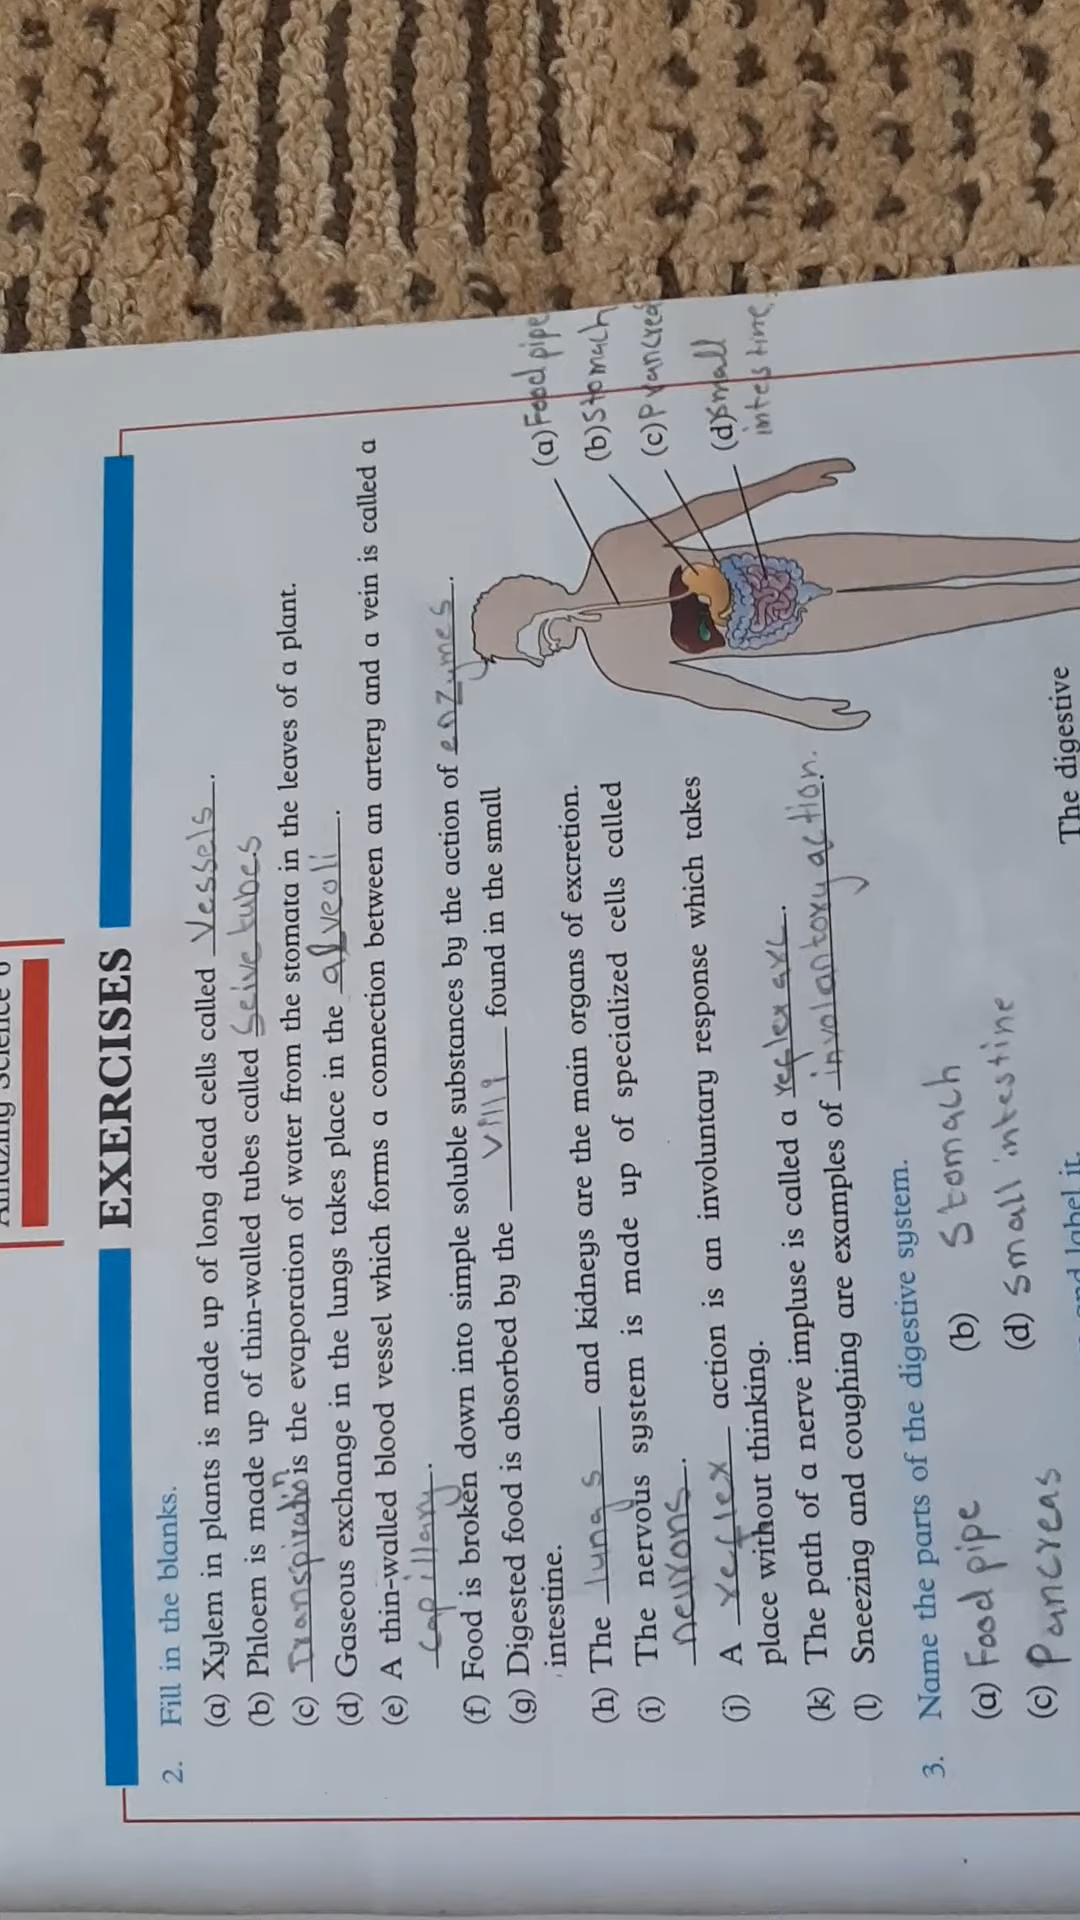 EXERCISES
2. Fill in the blanks.
(a) Xylem in plants is made up of long dead cells called Vessels.
(b) Phloem is made up of thin-walled tubes called Seive tubes
(c) Transpiration is the evaporation of water from the stomata in the leaves of a plant.
(d) Gaseous exchange in the lungs takes place in the alveoli.
(e) A thin-walled blood vessel which forms a connection between an artery and a vein is called a
capillary.
(f) Food is broken down into simple soluble substances by the action of enzymes.
(g) Digested food is absorbed by the villi found in the small
intestine.
(h) The lungs and kidneys are the main organs of excretion.
(i) The nervous system is made up of specialized cells called
neurons.
(j) A reflex action is an involuntary response which takes
place without thinking.
(k) The path of a nerve impluse is called a reflex arc.
(l) Sneezing and coughing are examples of involantory action.
(a) Food pipe
(b) Stomach
(c) Pancrea
(d) Small
intestine
3. Name the parts of the digestive system.
(a) Food pipe (b) Stomach
(c) Pancreas (d) Small intestine
The digestive
and label it.